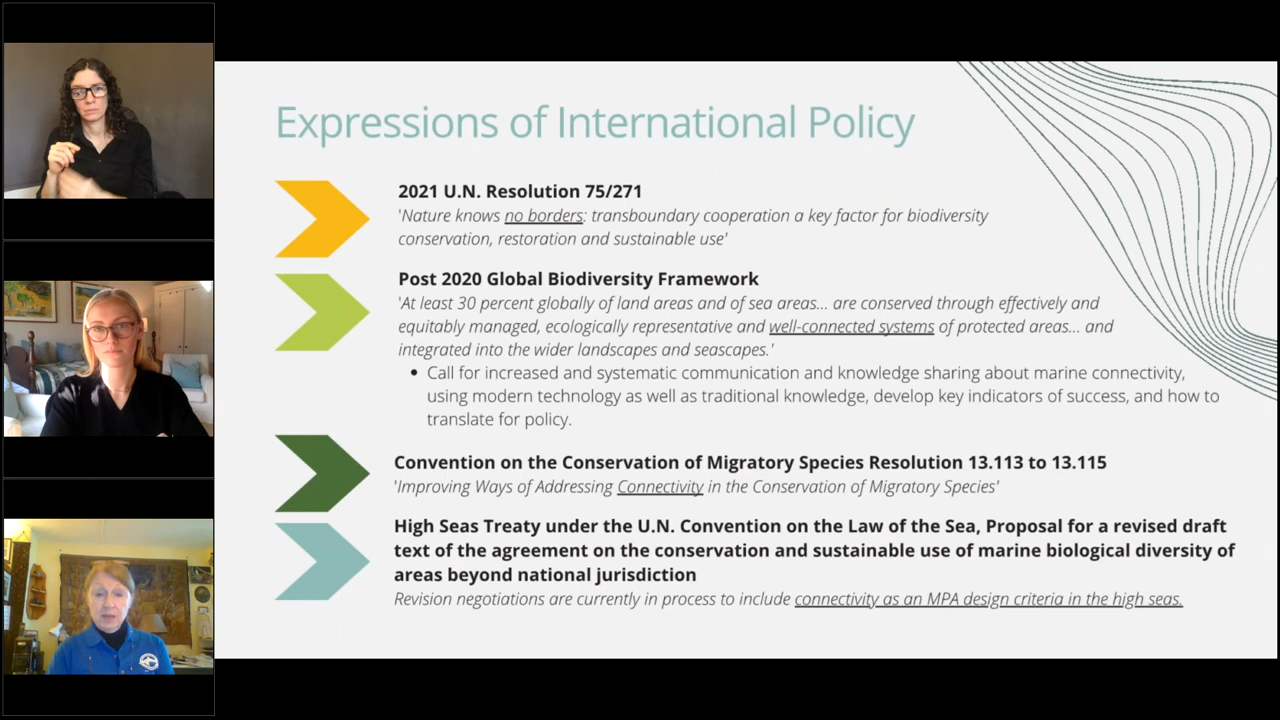 Expressions of International Policy
2021 U.N. Resolution 75/271
'Nature knows no borders: transboundary cooperation a key factor for biodiversity
conservation, restoration and sustainable use'
Post 2020 Global Biodiversity Framework
'At least 30 percent globally of land areas and of sea areas... are conserved through effectively and
equitably managed, ecologically representative and well-connected systems of protected areas... and
integrated into the wider landscapes and seascapes.'
• Call for increased and systematic communication and knowledge sharing about marine connectivity,
using modern technology as well as traditional knowledge, develop key indicators of success, and how to
translate for policy.
Convention on the Conservation of Migratory Species Resolution 13.113 to 13.115
'Improving Ways of Addressing Connectivity in the Conservation of Migratory Species'
High Seas Treaty under the U.N. Convention on the Law of the Sea, Proposal for a revised draft
text of the agreement on the conservation and sustainable use of marine biological diversity of
areas beyond national jurisdiction
Revision negotiations are currently in process to include connectivity as an MPA design criteria in the high seas.